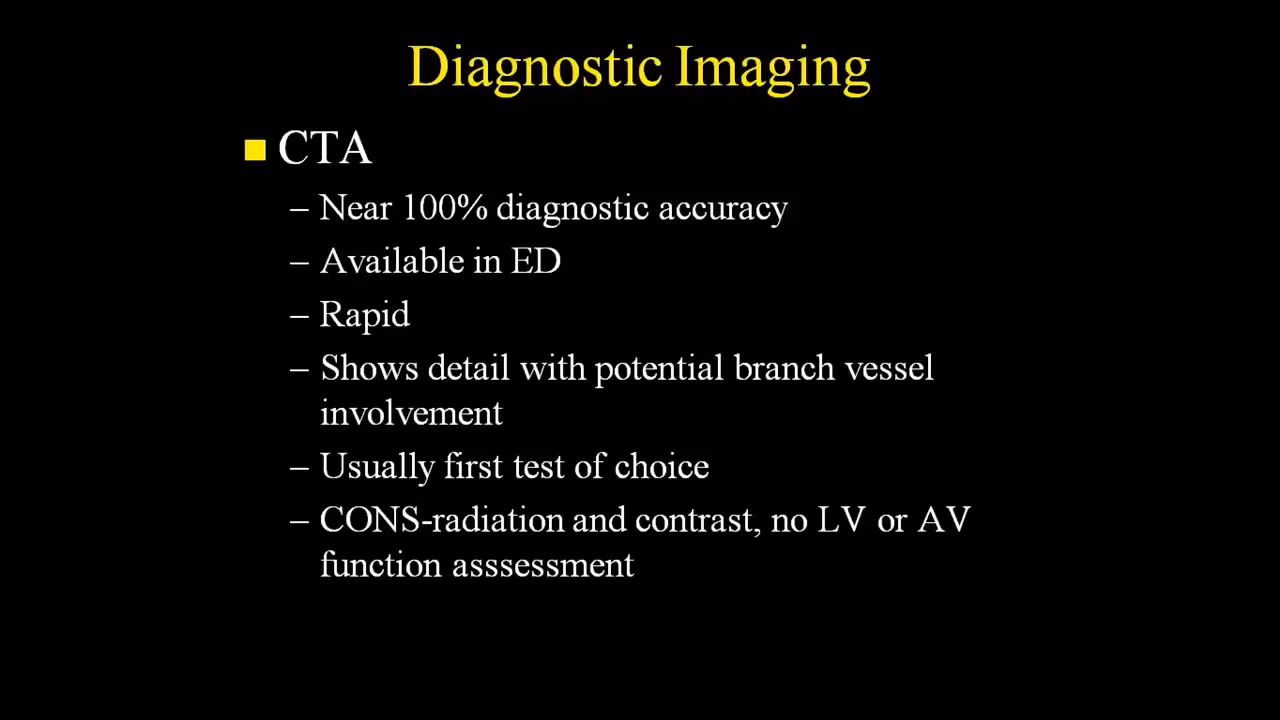 Diagnostic Imaging
CTA
– Near 100% diagnostic accuracy
– Available in ED
– Rapid
– Shows detail with potential branch vessel
involvement
– Usually first test of choice
– CONS-radiation and contrast, no LV or AV
function asssessment